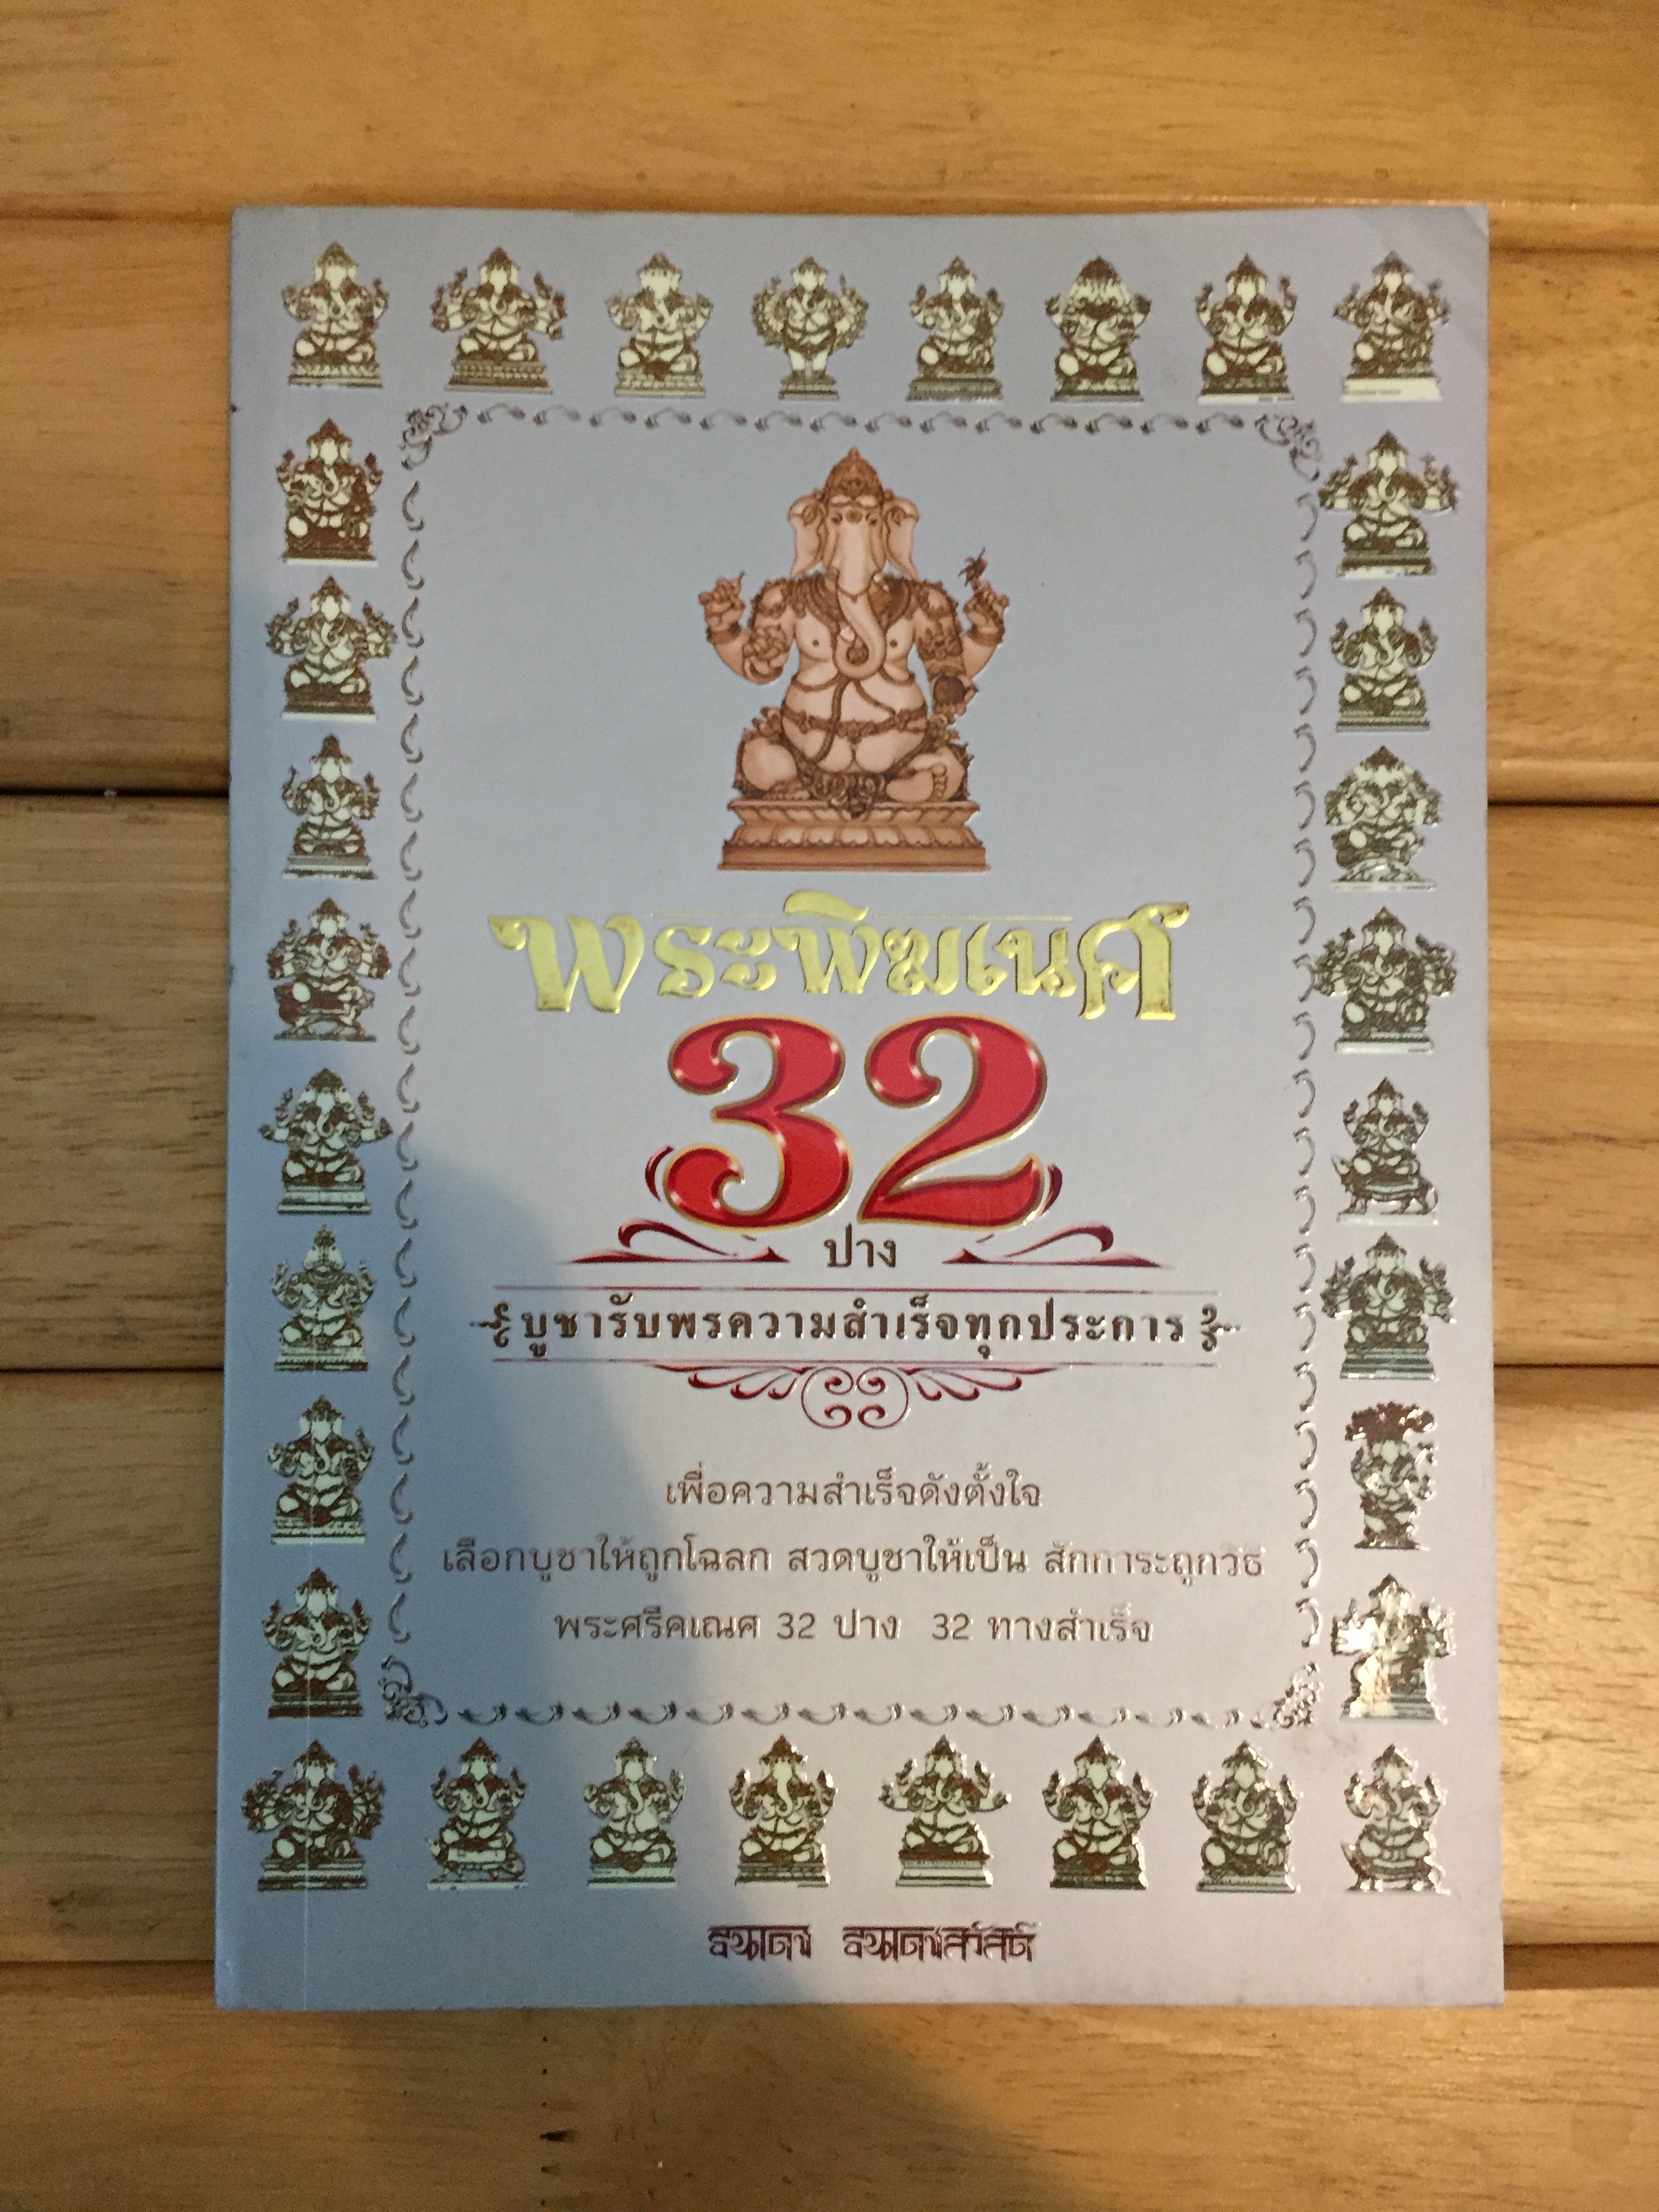 พระพิฆเนศ
32
ปาง
บูชารับพรความสำเร็จทุกประการ
เพื่อความสำเร็จดังตั้งใจ
เลือกบูชาให้ถูกโฉลก สวดบูชาให้เป็น สักการะถูกวิธี
พระศรีคเณศ 32 ปาง 32 ทางสำเร็จ